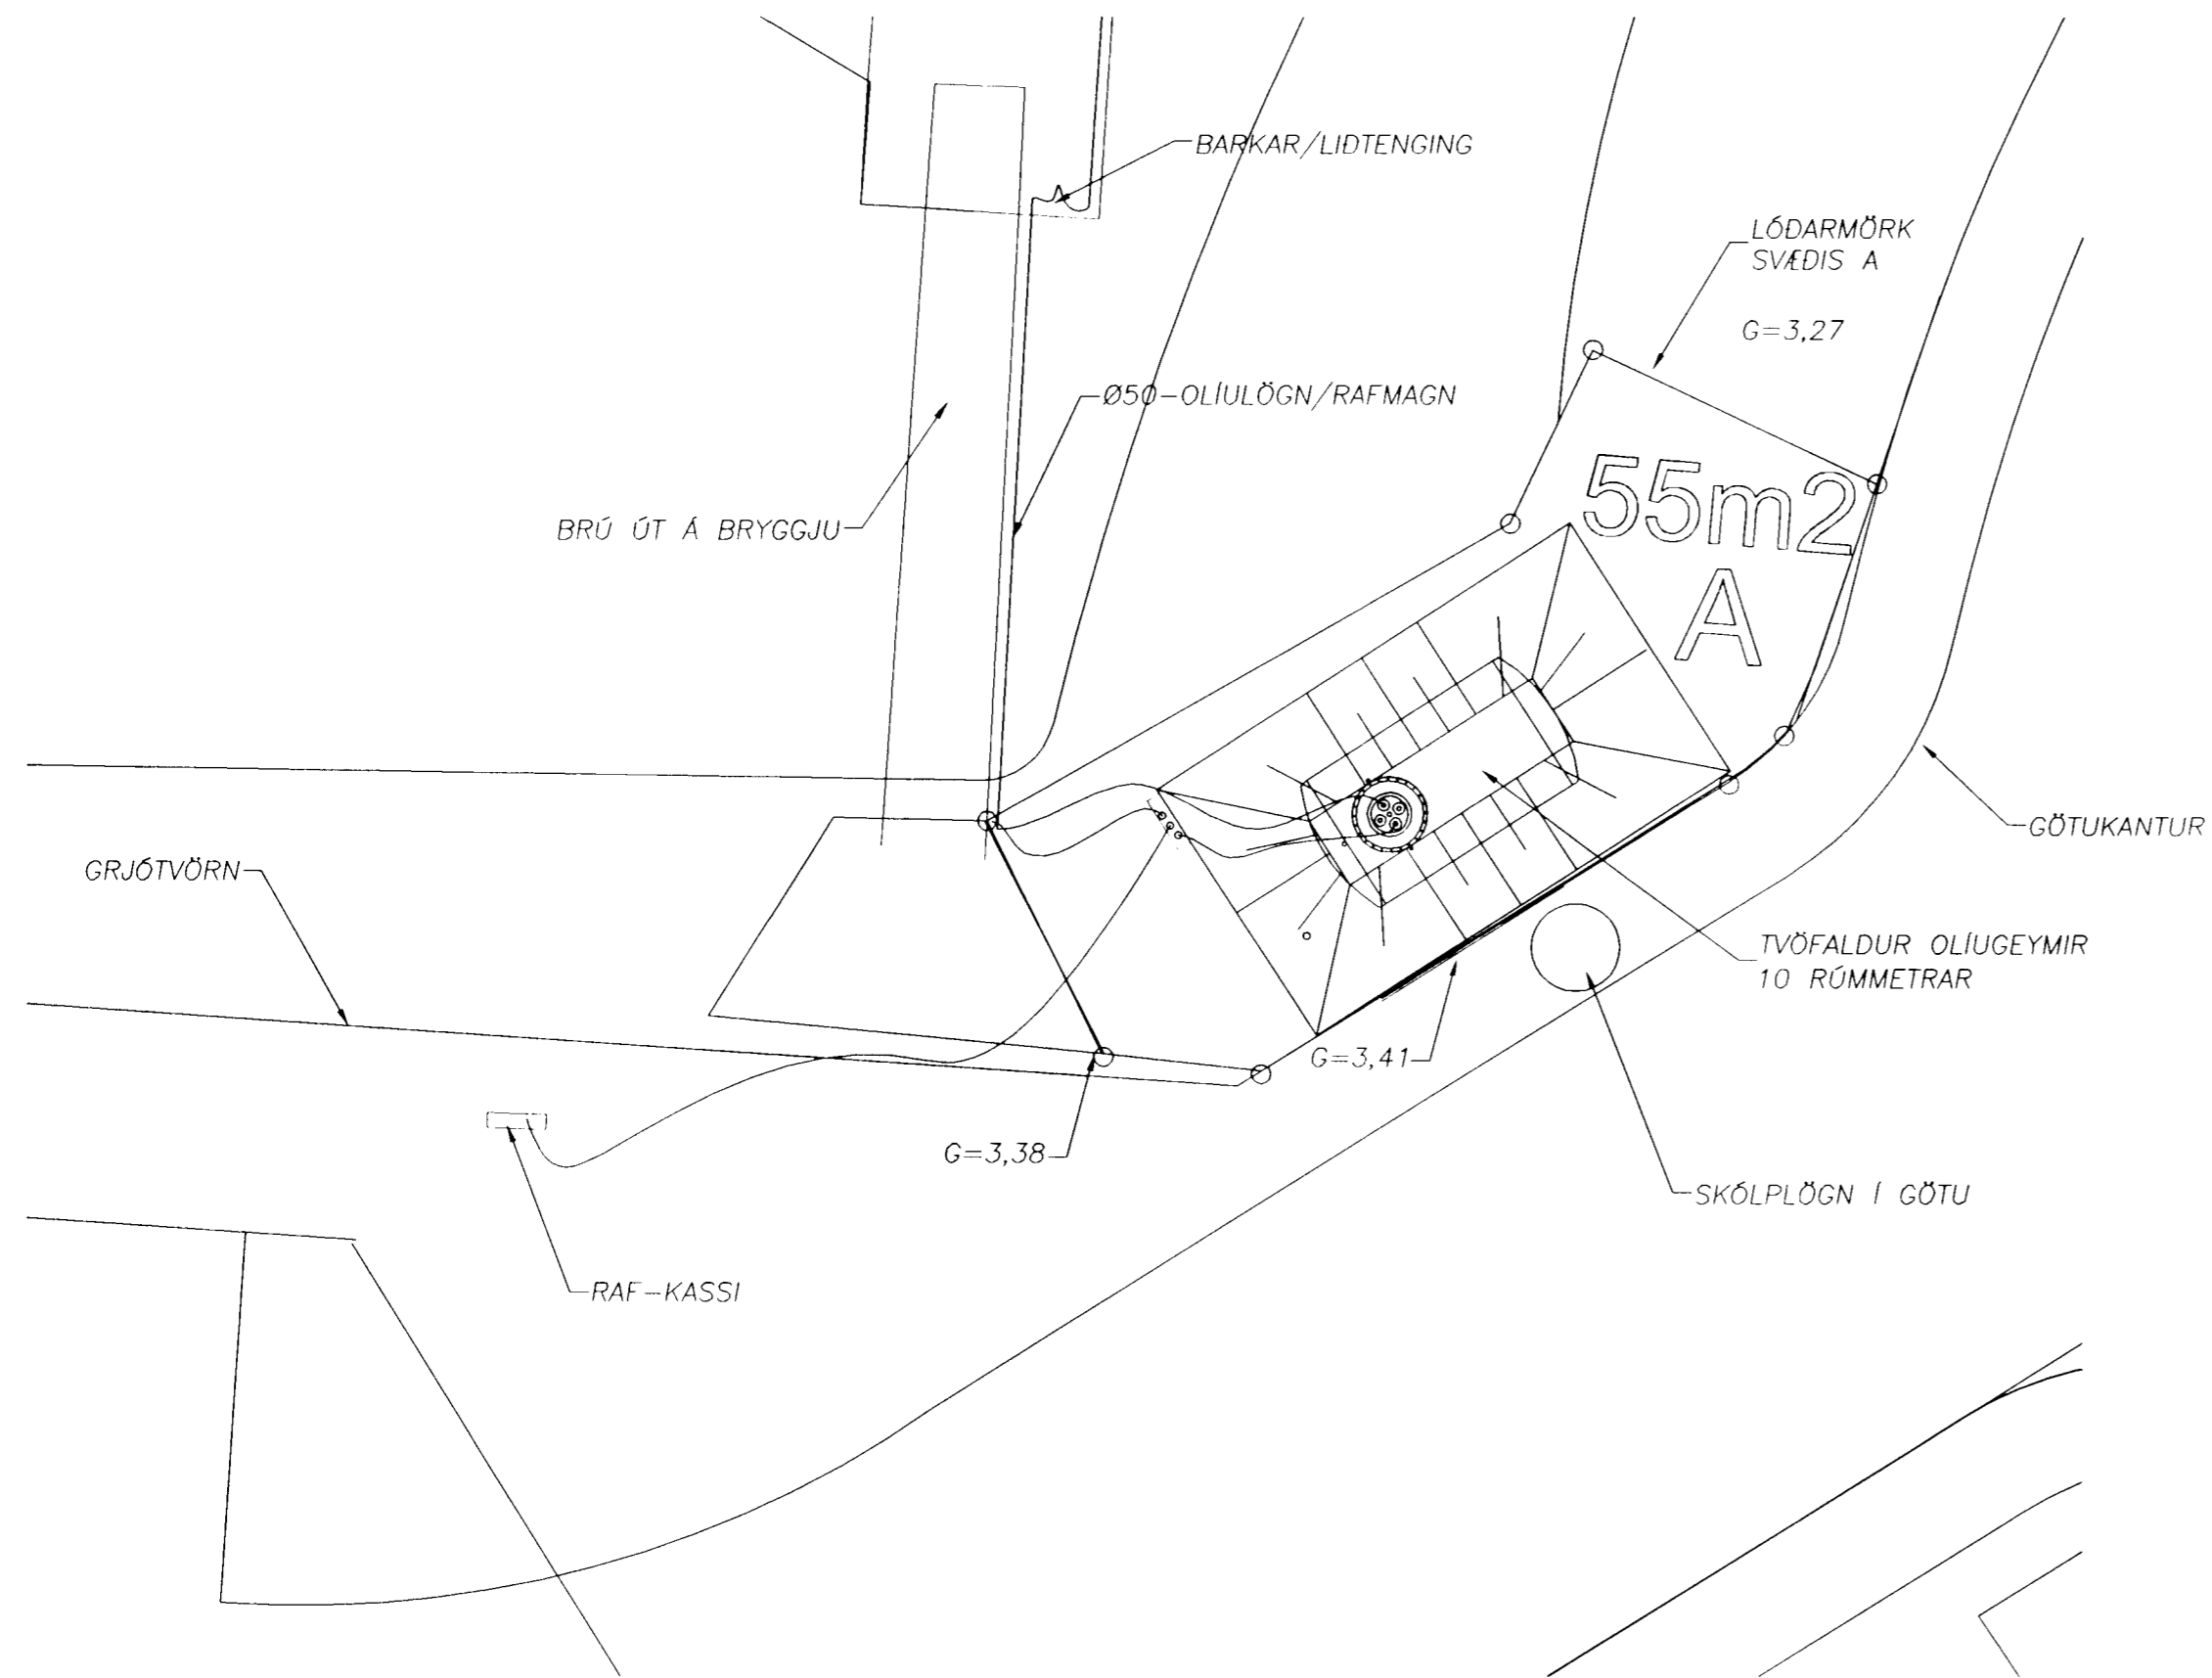 BARKAR/LIÐTENGING
LÓÐARMÖRK
SVÆÐIS A
G=3,27
Ø50-OLÍULÖGN/RAFMAGN
55m2
A
BRÚ ÚT Á BRYGGJU
GÖTUKANTUR
GRJÓTVÖRN
TVÖFALDUR OLÍUGEYMIR
10 RÚMMETRAR
G=3,41
G=3,38
SKÓLPLÖGN Í GÖTU
RAF-KASSI